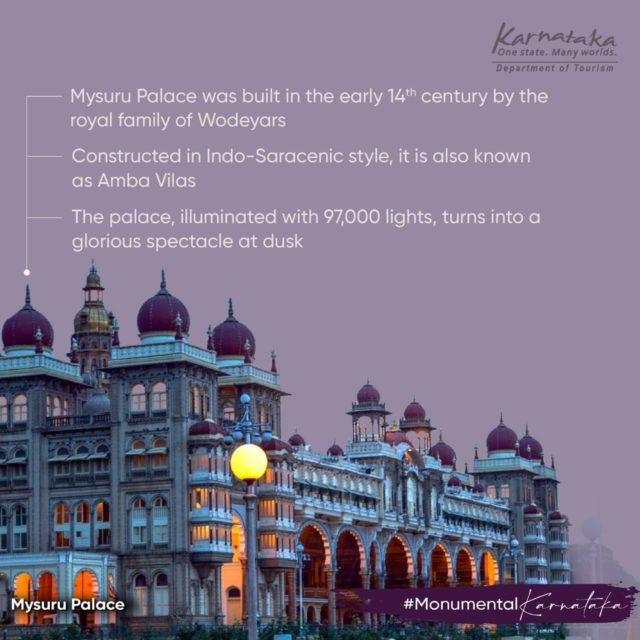 Karnataka
One state. Many worlds.
Department of Tourism
Mysuru Palace was built in the early 14th century by the
royal family of Wodeyars
Constructed in Indo-Saracenic style, it is also known
as Amba Vilas
The palace, illuminated with 97,000 lights, turns into a
glorious spectacle at dusk
Mysuru Palace
#MonumentalKarnataka